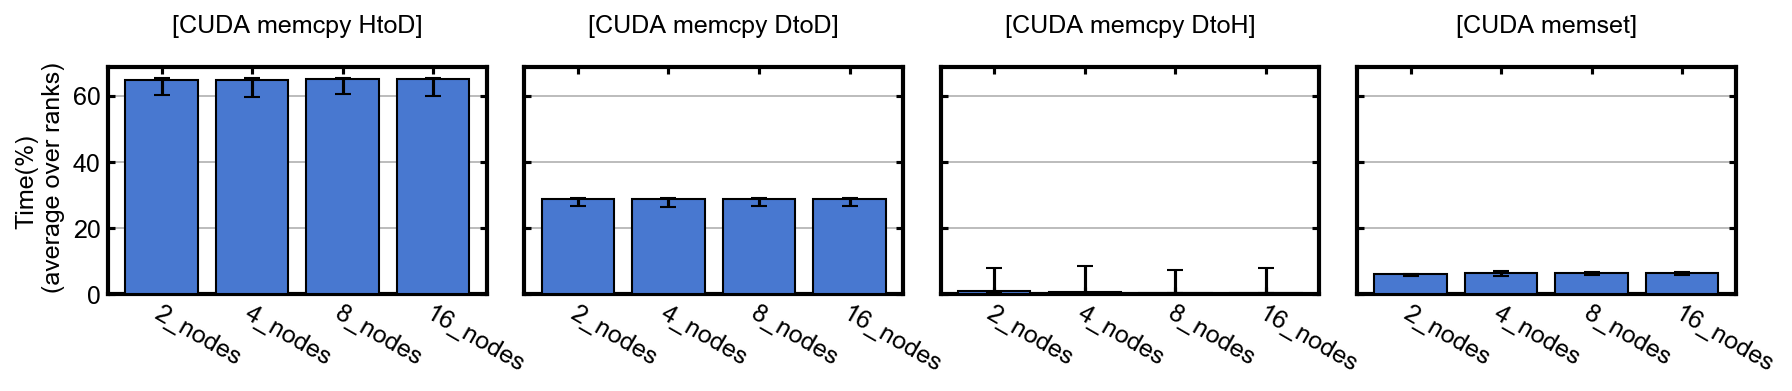 [CUDA memcpy HtoD]
[CUDA memcpy DtoD]
[CUDA memcpy DtoH]
[CUDA memset]
Time(%)
(average over ranks)
60
40
20
0
2_nodes
4_nodes
8_nodes
16_nodes
2_nodes
4_nodes
8_nodes
16_nodes
2_nodes
4_nodes
8_nodes
16_nodes
2_nodes
4_nodes
8_nodes
16_nodes